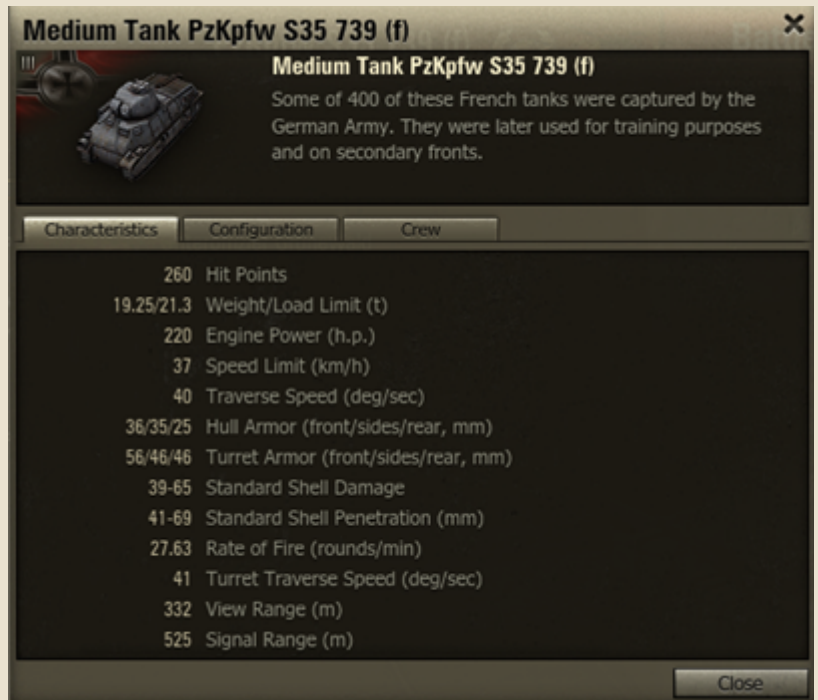 Medium Tank PzKpfw S35 739 (f)
III
Medium Tank PzKpfw S35 739 (f)
Some of 400 of these French tanks were captured by the
German Army. They were later used for training purposes
and on secondary fronts.
Characteristics Configuration Crew
260 Hit Points
19.25/21.3 Weight/Load Limit (t)
220 Engine Power (h.p.)
37 Speed Limit (km/h)
40 Traverse Speed (deg/sec)
36/35/25 Hull Armor (front/sides/rear, mm)
56/46/46 Turret Armor (front/sides/rear, mm)
39-65 Standard Shell Damage
41-69 Standard Shell Penetration (mm)
27.63 Rate of Fire (rounds/min)
41 Turret Traverse Speed (deg/sec)
332 View Range (m)
525 Signal Range (m)
Close